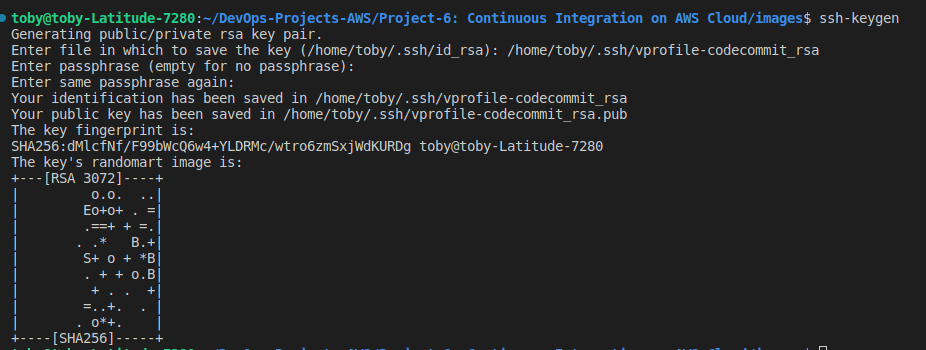 toby@toby-Latitude-7280:~/DevOps-Projects-AWS/Project-6: Continuous Integration on AWS Cloud/images$ ssh-keygen
Generating public/private rsa key pair.
Enter file in which to save the key (/home/toby/.ssh/id_rsa): /home/toby/.ssh/vprofile-codecommit_rsa
Enter passphrase (empty for no passphrase):
Enter same passphrase again:
Your identification has been saved in /home/toby/.ssh/vprofile-codecommit_rsa
Your public key has been saved in /home/toby/.ssh/vprofile-codecommit_rsa.pub
The key fingerprint is:
SHA256:dMlcfNf/F99bWcQ6w4+YLDRMc/wtro6zmSxjWdKURDg toby@toby-Latitude-7280
The key's randomart image is:
+---[RSA 3072]----+
|         o.o.  ..|
|        Eo+o+ . =|
|        .==+ + =.|
|       . .*   B.+|
|        S+ o + *B|
|        . + + o.B|
|         + . .  +|
|        =..+.  . |
|       . o*+.    |
+----[SHA256]-----+